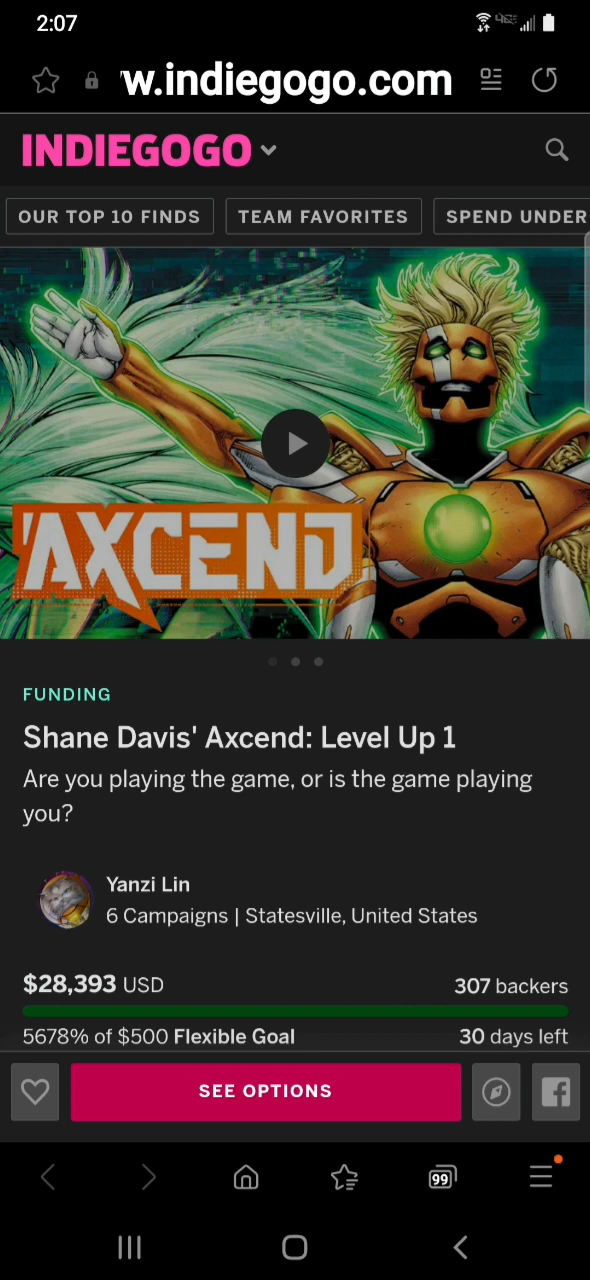 2:07
w.indiegogo.com
INDIEGOGO
OUR TOP 10 FINDS
TEAM FAVORITES
SPEND UNDER
'AXCEND
FUNDING
Shane Davis' Axcend: Level Up 1
Are you playing the game, or is the game playing
you?
Yanzi Lin
6 Campaigns | Statesville, United States
$28,393 USD
307 backers
5678% of $500 Flexible Goal
30 days left
SEE OPTIONS
99